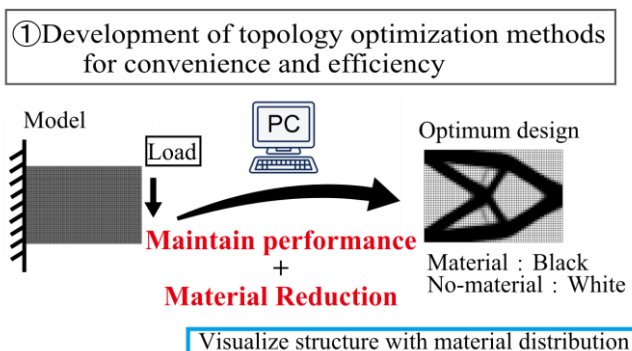 ①Development of topology optimization methods
for convenience and efficiency
Model
Load
PC
Optimum design
Maintain performance
+
Material Reduction
Material：Black
No-material：White
Visualize structure with material distribution